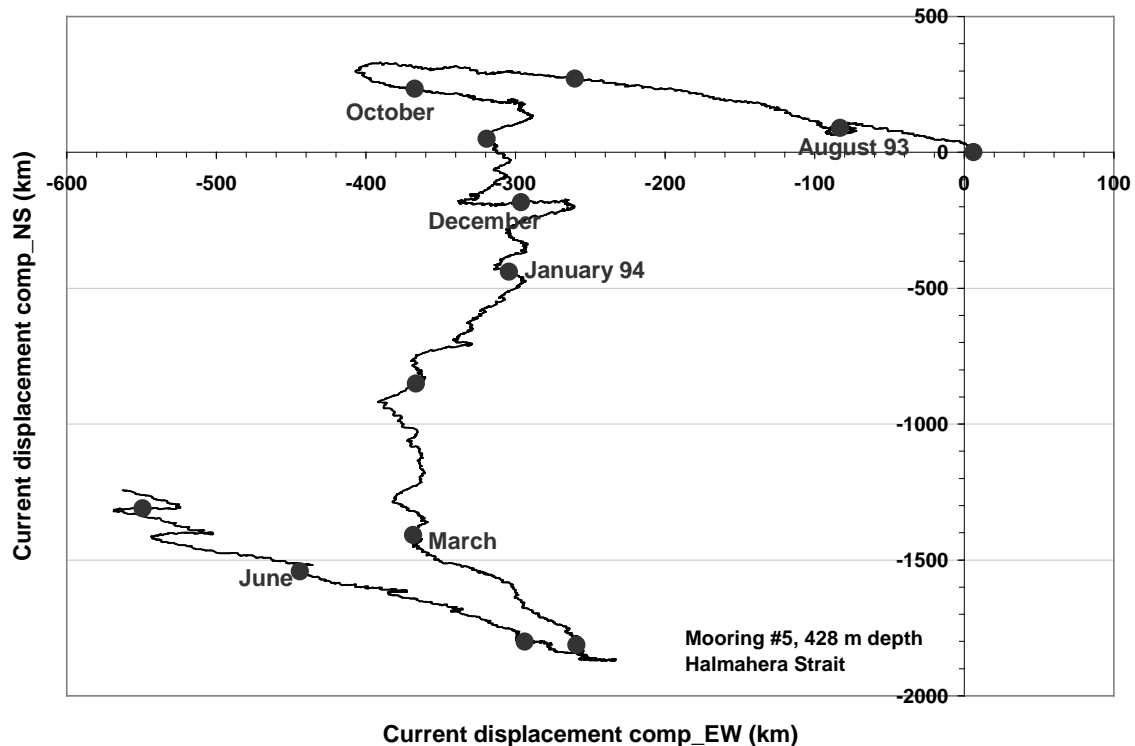 500
October
August 93
0
-600
-500
-400
-300
-200
-100
0
100
December
January 94
-500
-1000
March
-1500
June
Mooring #5, 428 m depth
Halmahera Strait
-2000
Current displacement comp_NS (km)
Current displacement comp_EW (km)